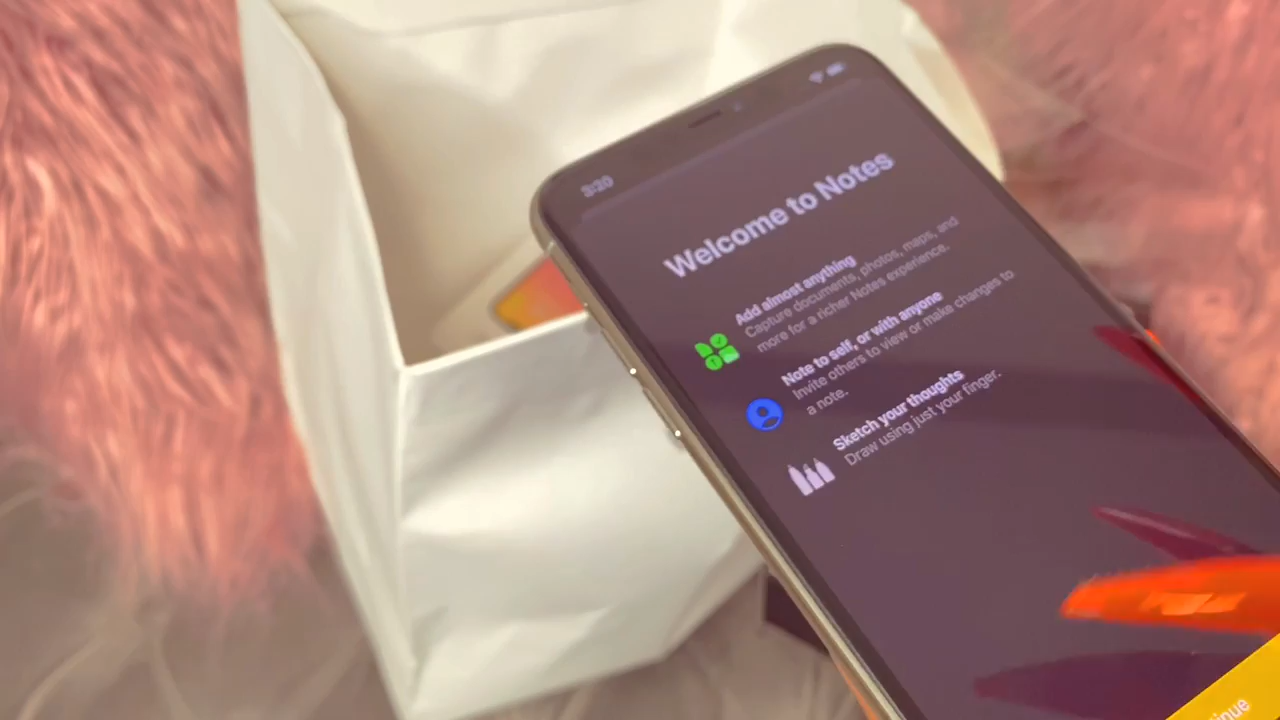 3:20
Welcome to Notes
Add almost anything
Capture documents, photos, maps, and
more for a richer Notes experience.
Note to self, or with anyone
Invite others to view or make changes to
a note.
Sketch your thoughts
Draw using just your finger.